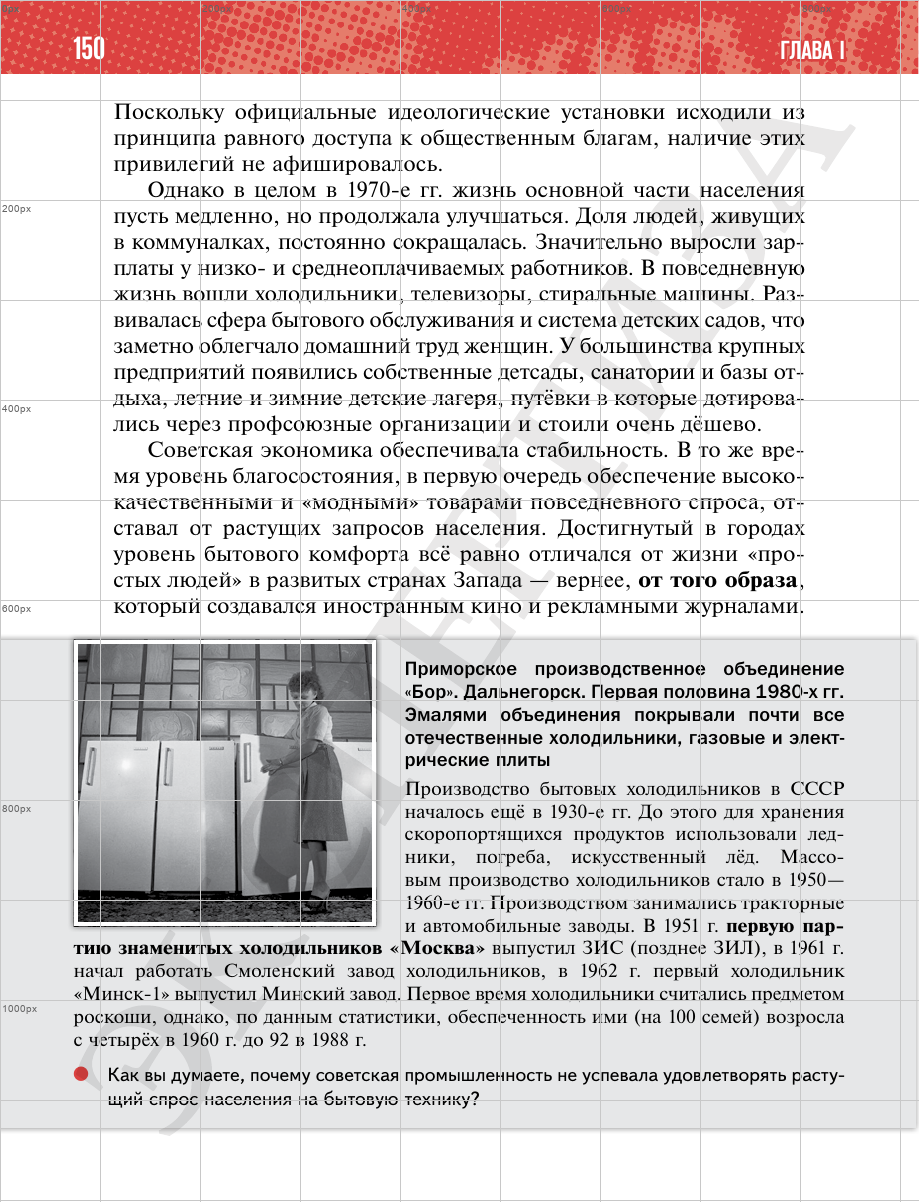 150
ГЛАВА I
Поскольку официальные идеологические установки исходили из
принципа равного доступа к общественным благам, наличие этих
привилегий не афишировалось.
Однако в целом в 1970-е гг. жизнь основной части населения
пусть медленно, но продолжала улучшаться. Доля людей, живущих
в коммуналках, постоянно сокращалась. Значительно выросли зар-
платы у низко- и среднеоплачиваемых работников. В повседневную
жизнь вошли холодильники, телевизоры, стиральные машины. Раз-
вивалась сфера бытового обслуживания и система детских садов, что
заметно облегчало домашний труд женщин. У большинства крупных
предприятий появились собственные детсады, санатории и базы от-
дыха, летние и зимние детские лагеря, путёвки в которые дотирова-
лись через профсоюзные организации и стоили очень дёшево.
Советская экономика обеспечивала стабильность. В то же вре-
мя уровень благосостояния, в первую очередь обеспечение высоко-
качественными и «модными» товарами повседневного спроса, от-
ставал от растущих запросов населения. Достигнутый в городах
уровень бытового комфорта всё равно отличался от жизни «про-
стых людей» в развитых странах Запада — вернее, от того образа,
который создавался иностранным кино и рекламными журналами.
Приморское производственное объединение
«Бор». Дальнегорск. Первая половина 1980-х гг.
Эмалями объединения покрывали почти все
отечественные холодильники, газовые и элект-
рические плиты
Производство бытовых холодильников в СССР
началось ещё в 1930-е гг. До этого для хранения
скоропортящихся продуктов использовали лед-
ники, погреба, искусственный лёд. Массо-
вым производство холодильников стало в 1950—
1960-е гг. Производством занимались тракторные
и автомобильные заводы. В 1951 г. первую пар-
тию знаменитых холодильников «Москва» выпустил ЗИС (позднее ЗИЛ), в 1961 г.
начал работать Смоленский завод холодильников, в 1962 г. первый холодильник
«Минск-1» выпустил Минский завод. Первое время холодильники считались предметом
роскоши, однако, по данным статистики, обеспеченность ими (на 100 семей) возросла
с четырёх в 1960 г. до 92 в 1988 г.
Как вы думаете, почему советская промышленность не успевала удовлетворять расту-
щий спрос населения на бытовую технику?
ЭКСПЕРТИЗА
200px
400px
600px
800px
1000px